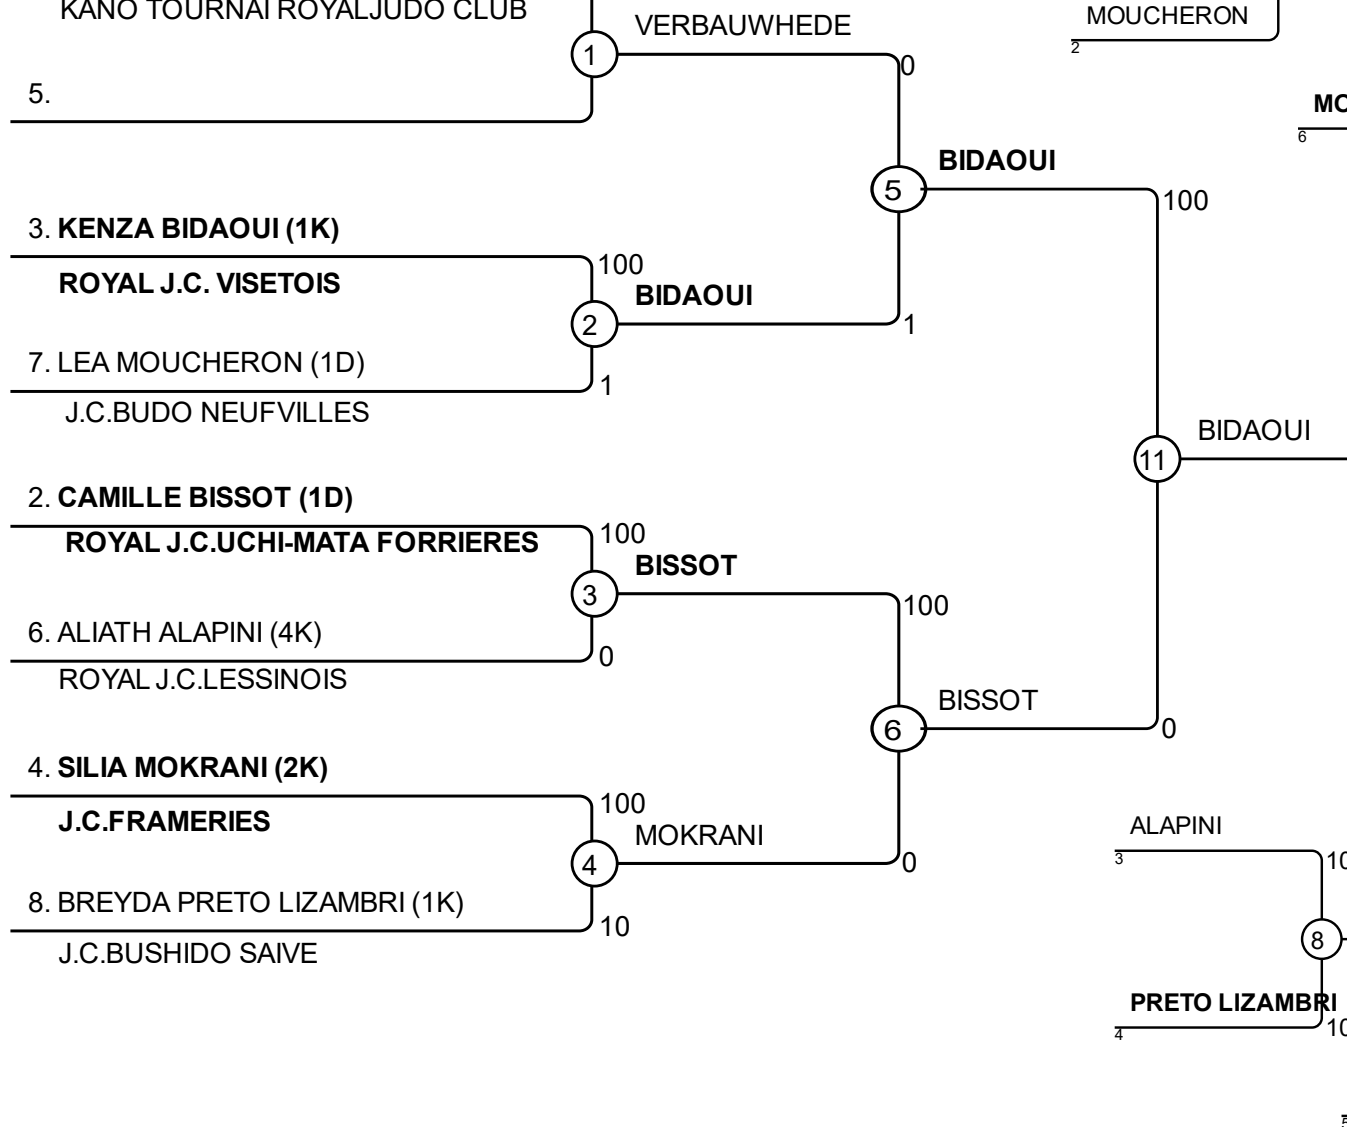 KANO TOURNAI ROYALJUDO CLUB
1
VERBAUWHEDE
0
MOUCHERON
2
5.
6
BIDAOUI
5
100
3. KENZA BIDAOUI (1K)
ROYAL J.C. VISETOIS
100
BIDAOUI
2
1
7. LEA MOUCHERON (1D)
1
J.C.BUDO NEUFVILLES
BIDAOUI
11
2. CAMILLE BISSOT (1D)
ROYAL J.C.UCHI-MATA FORRIERES
100
BISSOT
3
100
6. ALIATH ALAPINI (4K)
0
ROYAL J.C.LESSINOIS
BISSOT
6
0
4. SILIA MOKRANI (2K)
J.C.FRAMERIES
100
MOKRANI
4
0
8. BREYDA PRETO LIZAMBRI (1K)
10
J.C.BUSHIDO SAIVE
ALAPINI
3
10
8
PRETO LIZAMBRI
4
10